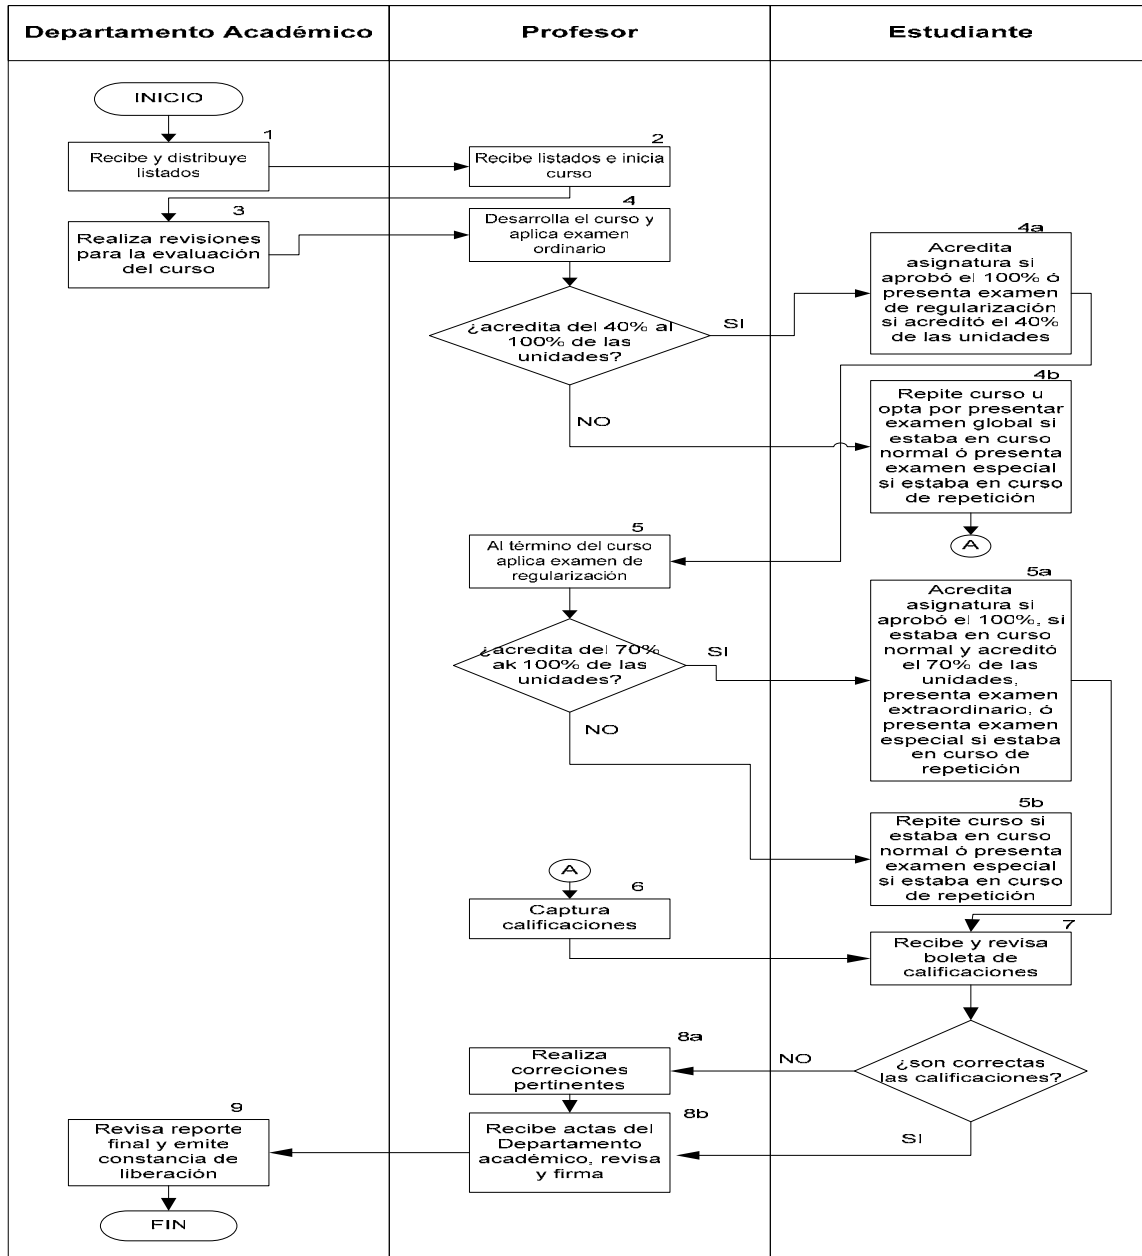 Departamento Académico
Profesor
Estudiante
INICIO
1
Recibe y distribuye
listados
2
Recibe listados e inicia
curso
3
Realiza revisiones
para la evaluación
del curso
4
Desarrolla el curso y
aplica examen
ordinario
¿acredita del 40% al
100% de las
unidades?
SI
NO
4a
Acredita
asignatura si
aprobó el 100% ó
presenta examen
de regularización
si acreditó el 40%
de las unidades
4b
Repite curso u
opta por presentar
examen global si
estaba en curso
normal ó presenta
examen especial
si estaba en curso
de repetición
A
5
Al término del curso
aplica examen de
regularización
¿acredita del 70%
ak 100% de las
unidades?
SI
NO
5a
Acredita
asignatura si
aprobó el 100%, si
estaba en curso
normal y acreditó
el 70% de las
unidades,
presenta examen
extraordinario, ó
presenta examen
especial si estaba
en curso de
repetición
5b
Repite curso si
estaba en curso
normal ó presenta
examen especial
si estaba en curso
de repetición
A
6
Captura
calificaciones
7
Recibe y revisa
boleta de
calificaciones
¿son correctas
las calificaciones?
NO
SI
8a
Realiza
correciones
pertinentes
8b
Recibe actas del
Departamento
académico, revisa
y firma
9
Revisa reporte
final y emite
constancia de
liberación
FIN